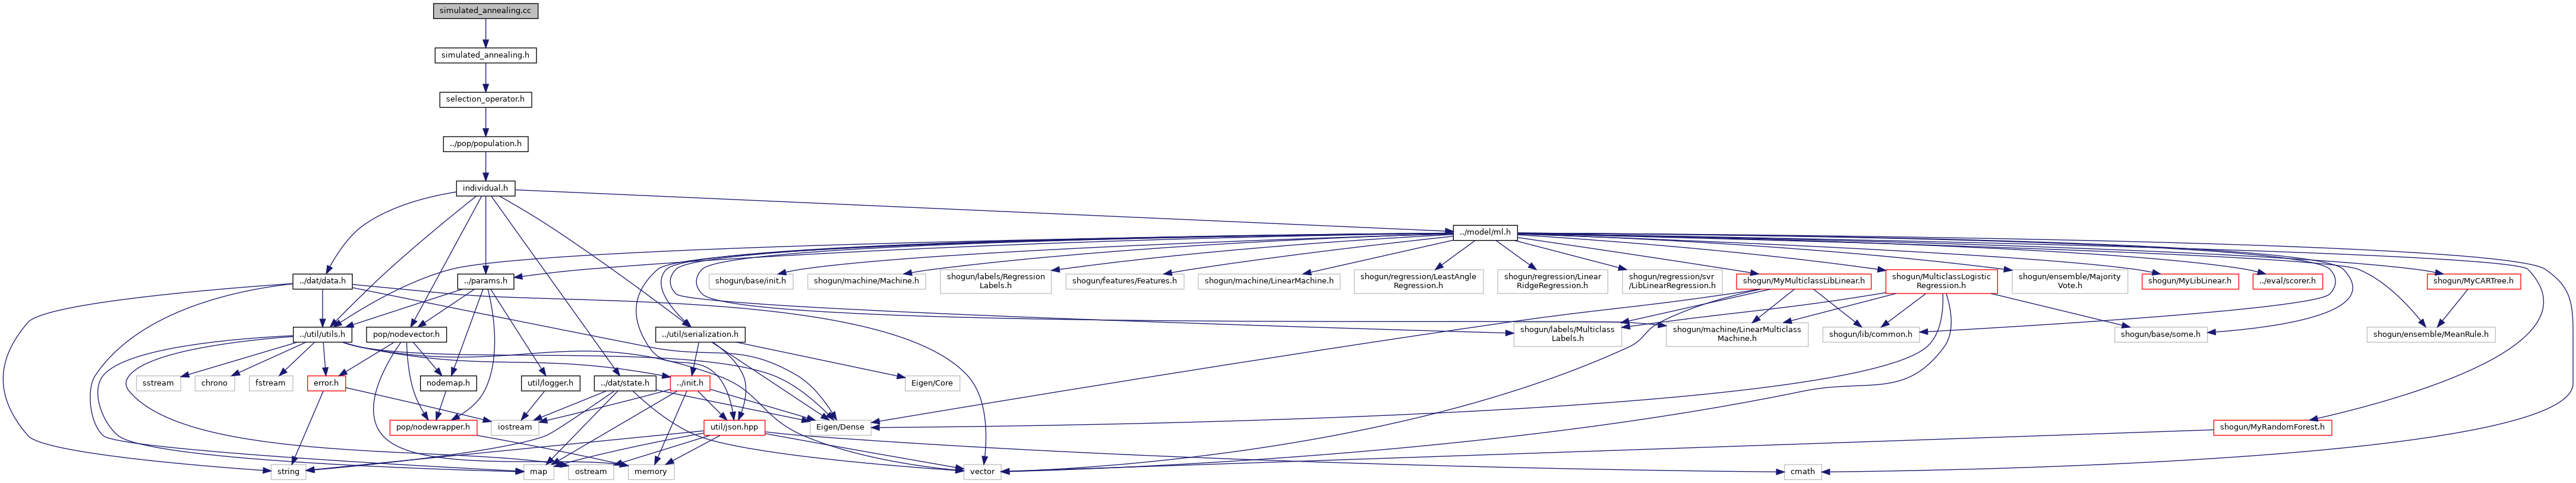 simulated_annealing.cc
simulated_annealing.h
selection_operator.h
../pop/population.h
individual.h
../model/ml.h
../dat/data.h
../params.h
shogun/base/init.h
shogun/machine/Machine.h
shogun/labels/Regression
Labels.h
shogun/features/Features.h
shogun/machine/LinearMachine.h
shogun/regression/LeastAngle
Regression.h
shogun/regression/Linear
RidgeRegression.h
shogun/regression/svr
/LibLinearRegression.h
shogun/MyMulticlassLibLinear.h
shogun/MulticlassLogistic
Regression.h
shogun/ensemble/Majority
Vote.h
shogun/MyLibLinear.h
../eval/scorer.h
shogun/MyCARTree.h
../util/utils.h
pop/nodevector.h
../util/serialization.h
shogun/labels/Multiclass
Labels.h
shogun/machine/LinearMulticlass
Machine.h
shogun/lib/common.h
shogun/base/some.h
shogun/ensemble/MeanRule.h
sstream
chrono
fstream
error.h
nodemap.h
util/logger.h
../dat/state.h
../init.h
Eigen/Core
pop/nodewrapper.h
iostream
util/json.hpp
Eigen/Dense
shogun/MyRandomForest.h
string
map
ostream
memory
vector
cmath